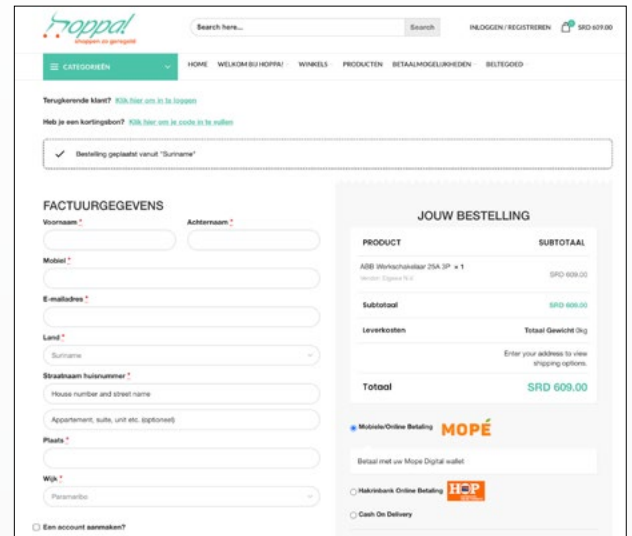 hoppa!
shoppen zo geregeld
Search here...
Search
INLOGGEN / REGISTREREN
0
SRD 609.00
CATEGORIEËN
HOME
WELKOM BIJ HOPPA!
WINKELS
PRODUCTEN
BETAALMOGELIJKHEDEN
BELTEGOED
Terugkerende klant? Klik hier om in te loggen
Heb je een kortingsbon? Klik hier om je code in te vullen
Bestelling geplaatst vanuit "Suriname"
FACTUURGEGEVENS
Voornaam *
Achternaam *
Mobiel *
E-mailadres *
Land *
Suriname
Straatnaam huisnummer *
House number and street name
Appartement, suite, unit etc. (optioneel)
Plaats *
Wijk *
Paramaribo
Een account aanmaken?
JOUW BESTELLING
PRODUCT
SUBTOTAAL
ABB Werkschakelaar 25A 3P × 1
SRD 609.00
Subtotaal
SRD 609.00
Leverkosten
Totaal Gewicht 0kg
Enter your address to view
shipping options.
Totaal
SRD 609.00
Mobiele/Online Betaling
MOPÉ
Betaal met uw Mope Digital wallet
Hakrinbank Online Betaling
HOP
Cash On Delivery